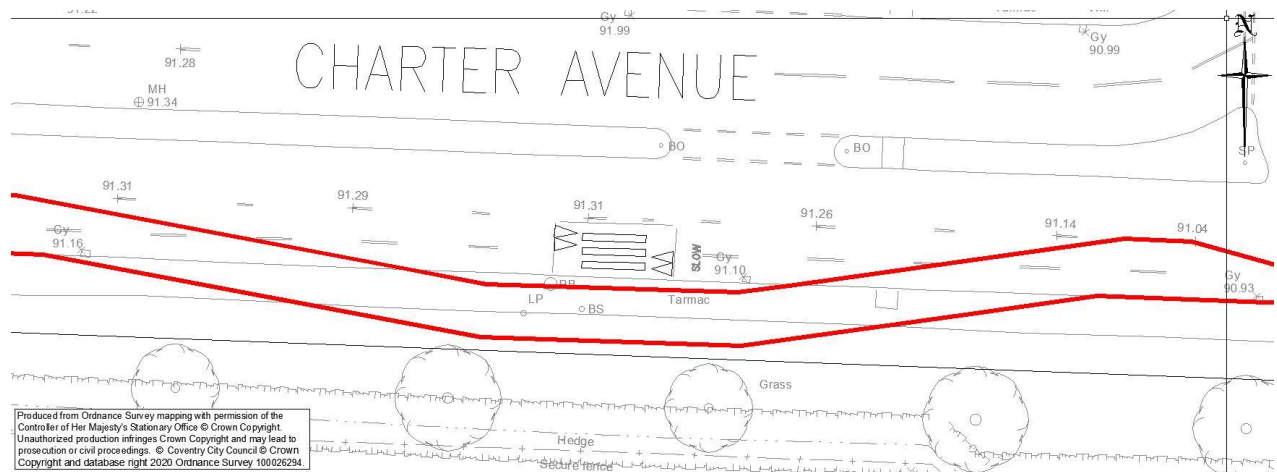 Gy
91.99
Gy
90.99
N
91.28
CHARTER AVENUE
MH
91.34
BO
BO
SP
91.31
91.29
91.31
91.26
91.14
91.04
Gy
91.16
SLOW
Gy
91.10
Gy
90.93
LP
BS
Tarmac
Grass
Hedge
Secure fence
Produced from Ordnance Survey mapping with permission of the
Controller of Her Majesty's Stationary Office © Crown Copyright.
Unauthorized production infringes Crown Copyright and may lead to
prosecution or civil proceedings. © Coventry City Council © Crown
Copyright and database right 2020 Ordnance Survey 100026294.